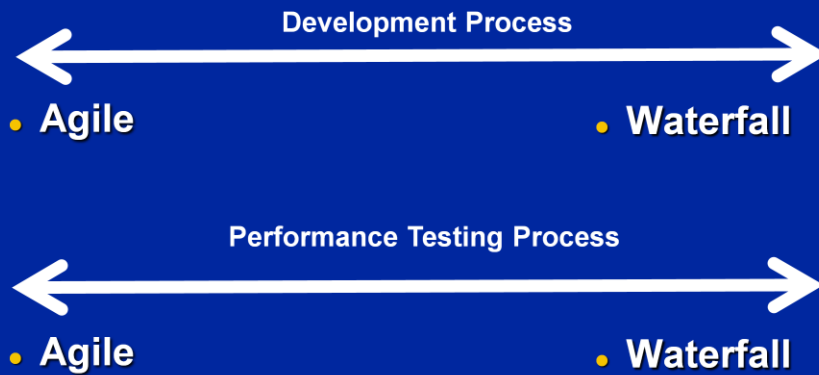 Development Process
• Agile
• Waterfall
Performance Testing Process
• Agile
• Waterfall